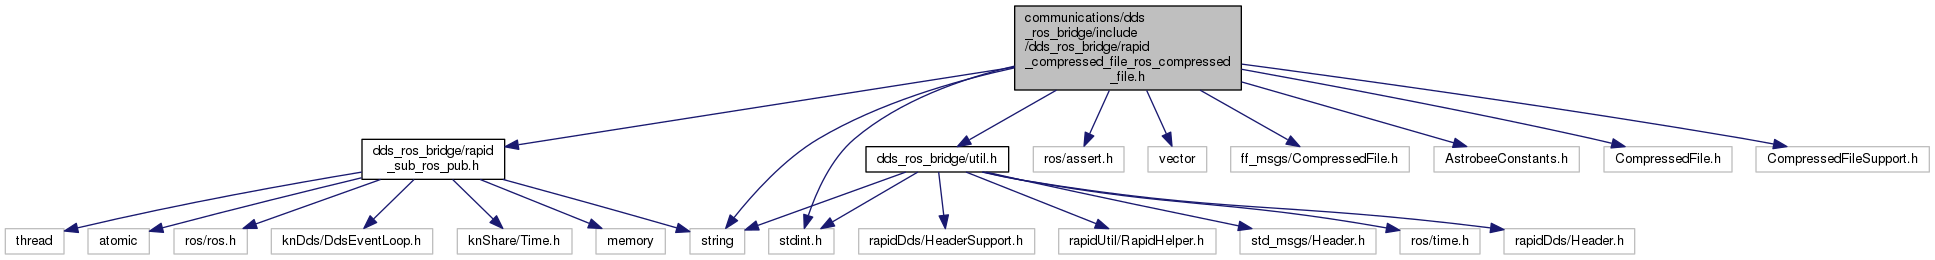 communications/dds
_ros_bridge/include
/dds_ros_bridge/rapid
_compressed_file_ros_compressed
_file.h
dds_ros_bridge/rapid
_sub_ros_pub.h
dds_ros_bridge/util.h
ros/assert.h
vector
ff_msgs/CompressedFile.h
AstrobeeConstants.h
CompressedFile.h
CompressedFileSupport.h
thread
atomic
ros/ros.h
knDds/DdsEventLoop.h
knShare/Time.h
memory
string
stdint.h
rapidDds/HeaderSupport.h
rapidUtil/RapidHelper.h
std_msgs/Header.h
ros/time.h
rapidDds/Header.h